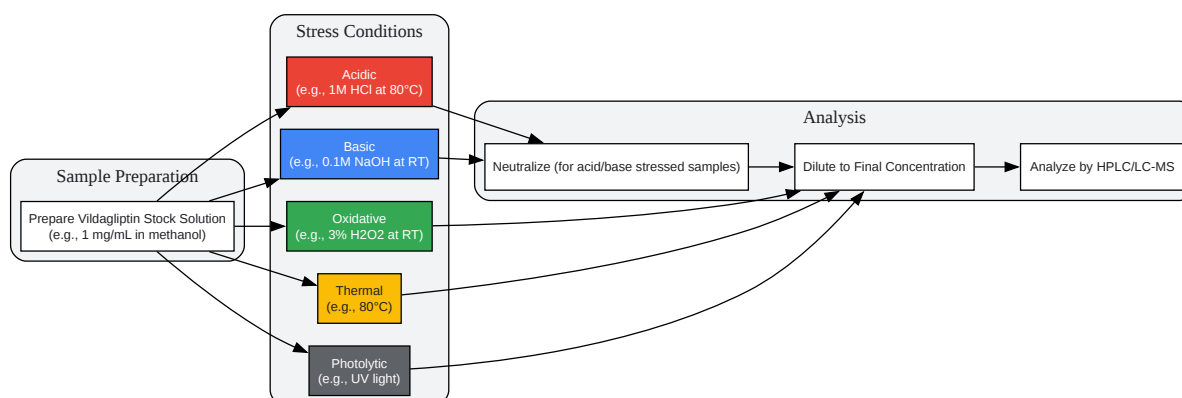 Sample Preparation
Prepare Vildagliptin Stock Solution
(e.g., 1 mg/mL in methanol)
Stress Conditions
Acidic
(e.g., 1M HCl at 80°C)
Basic
(e.g., 0.1M NaOH at RT)
Oxidative
(e.g., 3% H2O2 at RT)
Thermal
(e.g., 80°C)
Photolytic
(e.g., UV light)
Analysis
Neutralize (for acid/base stressed samples)
Dilute to Final Concentration
Analyze by HPLC/LC-MS